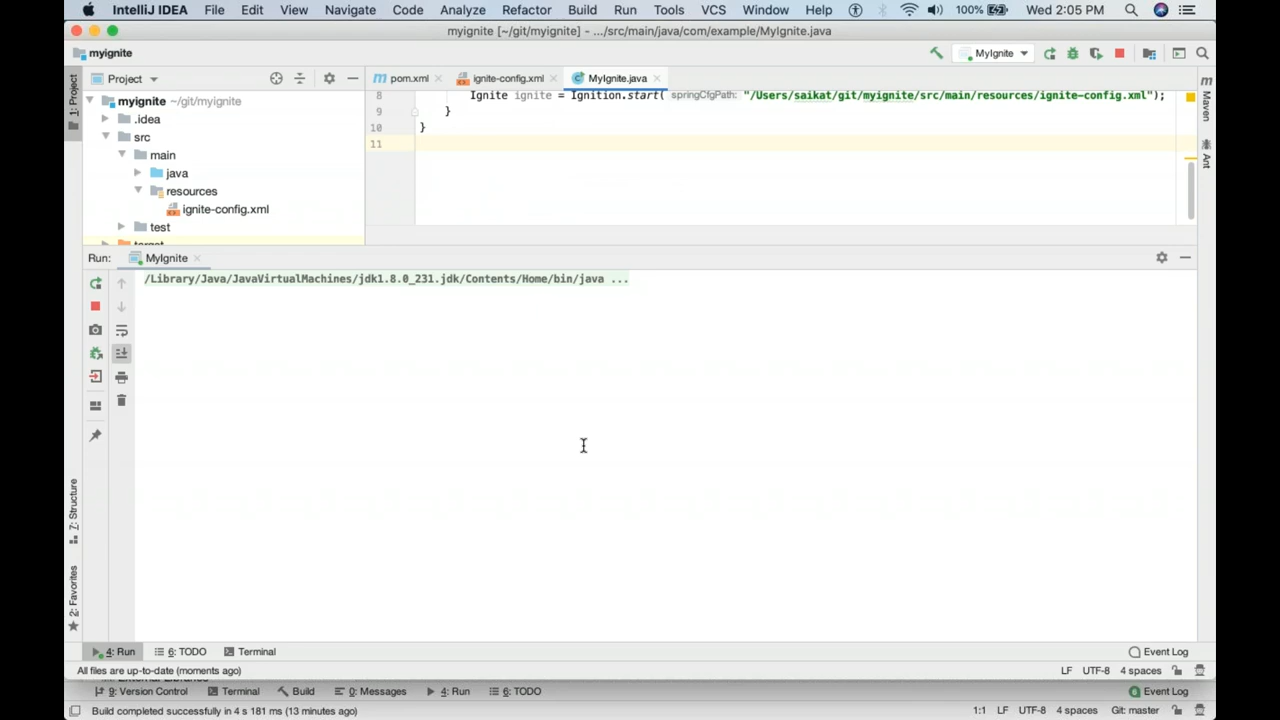 IntelliJ IDEA File Edit View Navigate Code Analyze Refactor Build Run Tools VCS Window Help 100% Wed 2:05 PM
myignite [~/git/myignite] - .../src/main/java/com/example/MyIgnite.java
myignite MyIgnite
1: Project Project pom.xml ignite-config.xml MyIgnite.java Maven
myignite ~/git/myignite
.idea
src
main
java
resources
ignite-config.xml
test
8 Ignite ignite = Ignition.start( springCfgPath: "/Users/saikat/git/myignite/src/main/resources/ignite-config.xml");
9 }
10 }
11
Ant
Run: MyIgnite
/Library/Java/JavaVirtualMachines/jdk1.8.0_231.jdk/Contents/Home/bin/java ...
7: Structure
2: Favorites
4: Run 6: TODO Terminal Event Log
All files are up-to-date (moments ago) LF UTF-8 4 spaces
9: Version Control Terminal Build 0: Messages 4: Run 6: TODO Event Log
Build completed successfully in 4 s 181 ms (13 minutes ago) 1:1 LF UTF-8 4 spaces Git: master